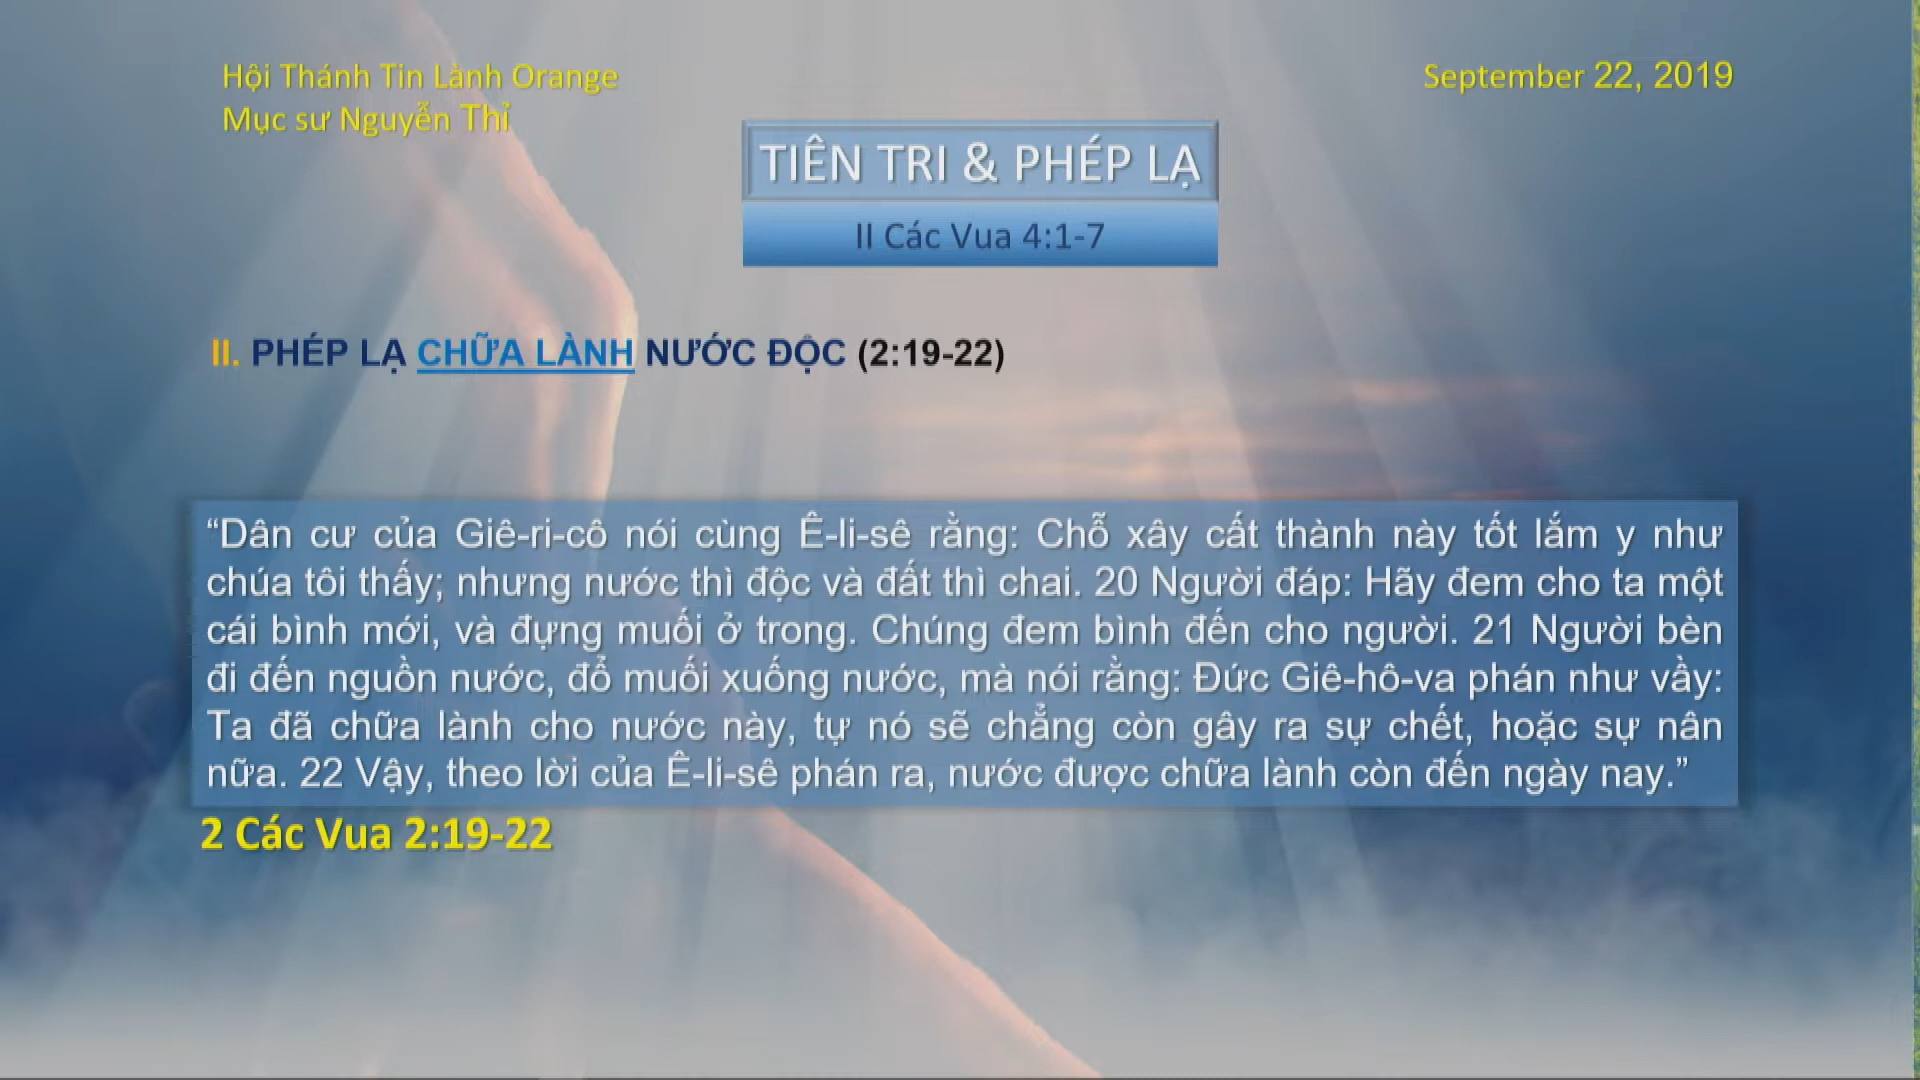 Hội Thánh Tin Lành Orange
Mục sư Nguyễn Thỉ
September 22, 2019
TIÊN TRI & PHÉP LẠ
II Các Vua 4:1-7
II. PHÉP LẠ CHỮA LÀNH NƯỚC ĐỘC (2:19-22)
“Dân cư của Giê-ri-cô nói cùng Ê-li-sê rằng: Chỗ xây cất thành này tốt lắm y như
chúa tôi thấy; nhưng nước thì độc và đất thì chai. 20 Người đáp: Hãy đem cho ta một
cái bình mới, và đựng muối ở trong. Chúng đem bình đến cho người. 21 Người bèn
đi đến nguồn nước, đổ muối xuống nước, mà nói rằng: Đức Giê-hô-va phán như vầy:
Ta đã chữa lành cho nước này, tự nó sẽ chẳng còn gây ra sự chết, hoặc sự nân
nữa. 22 Vậy, theo lời của Ê-li-sê phán ra, nước được chữa lành còn đến ngày nay.”
2 Các Vua 2:19-22